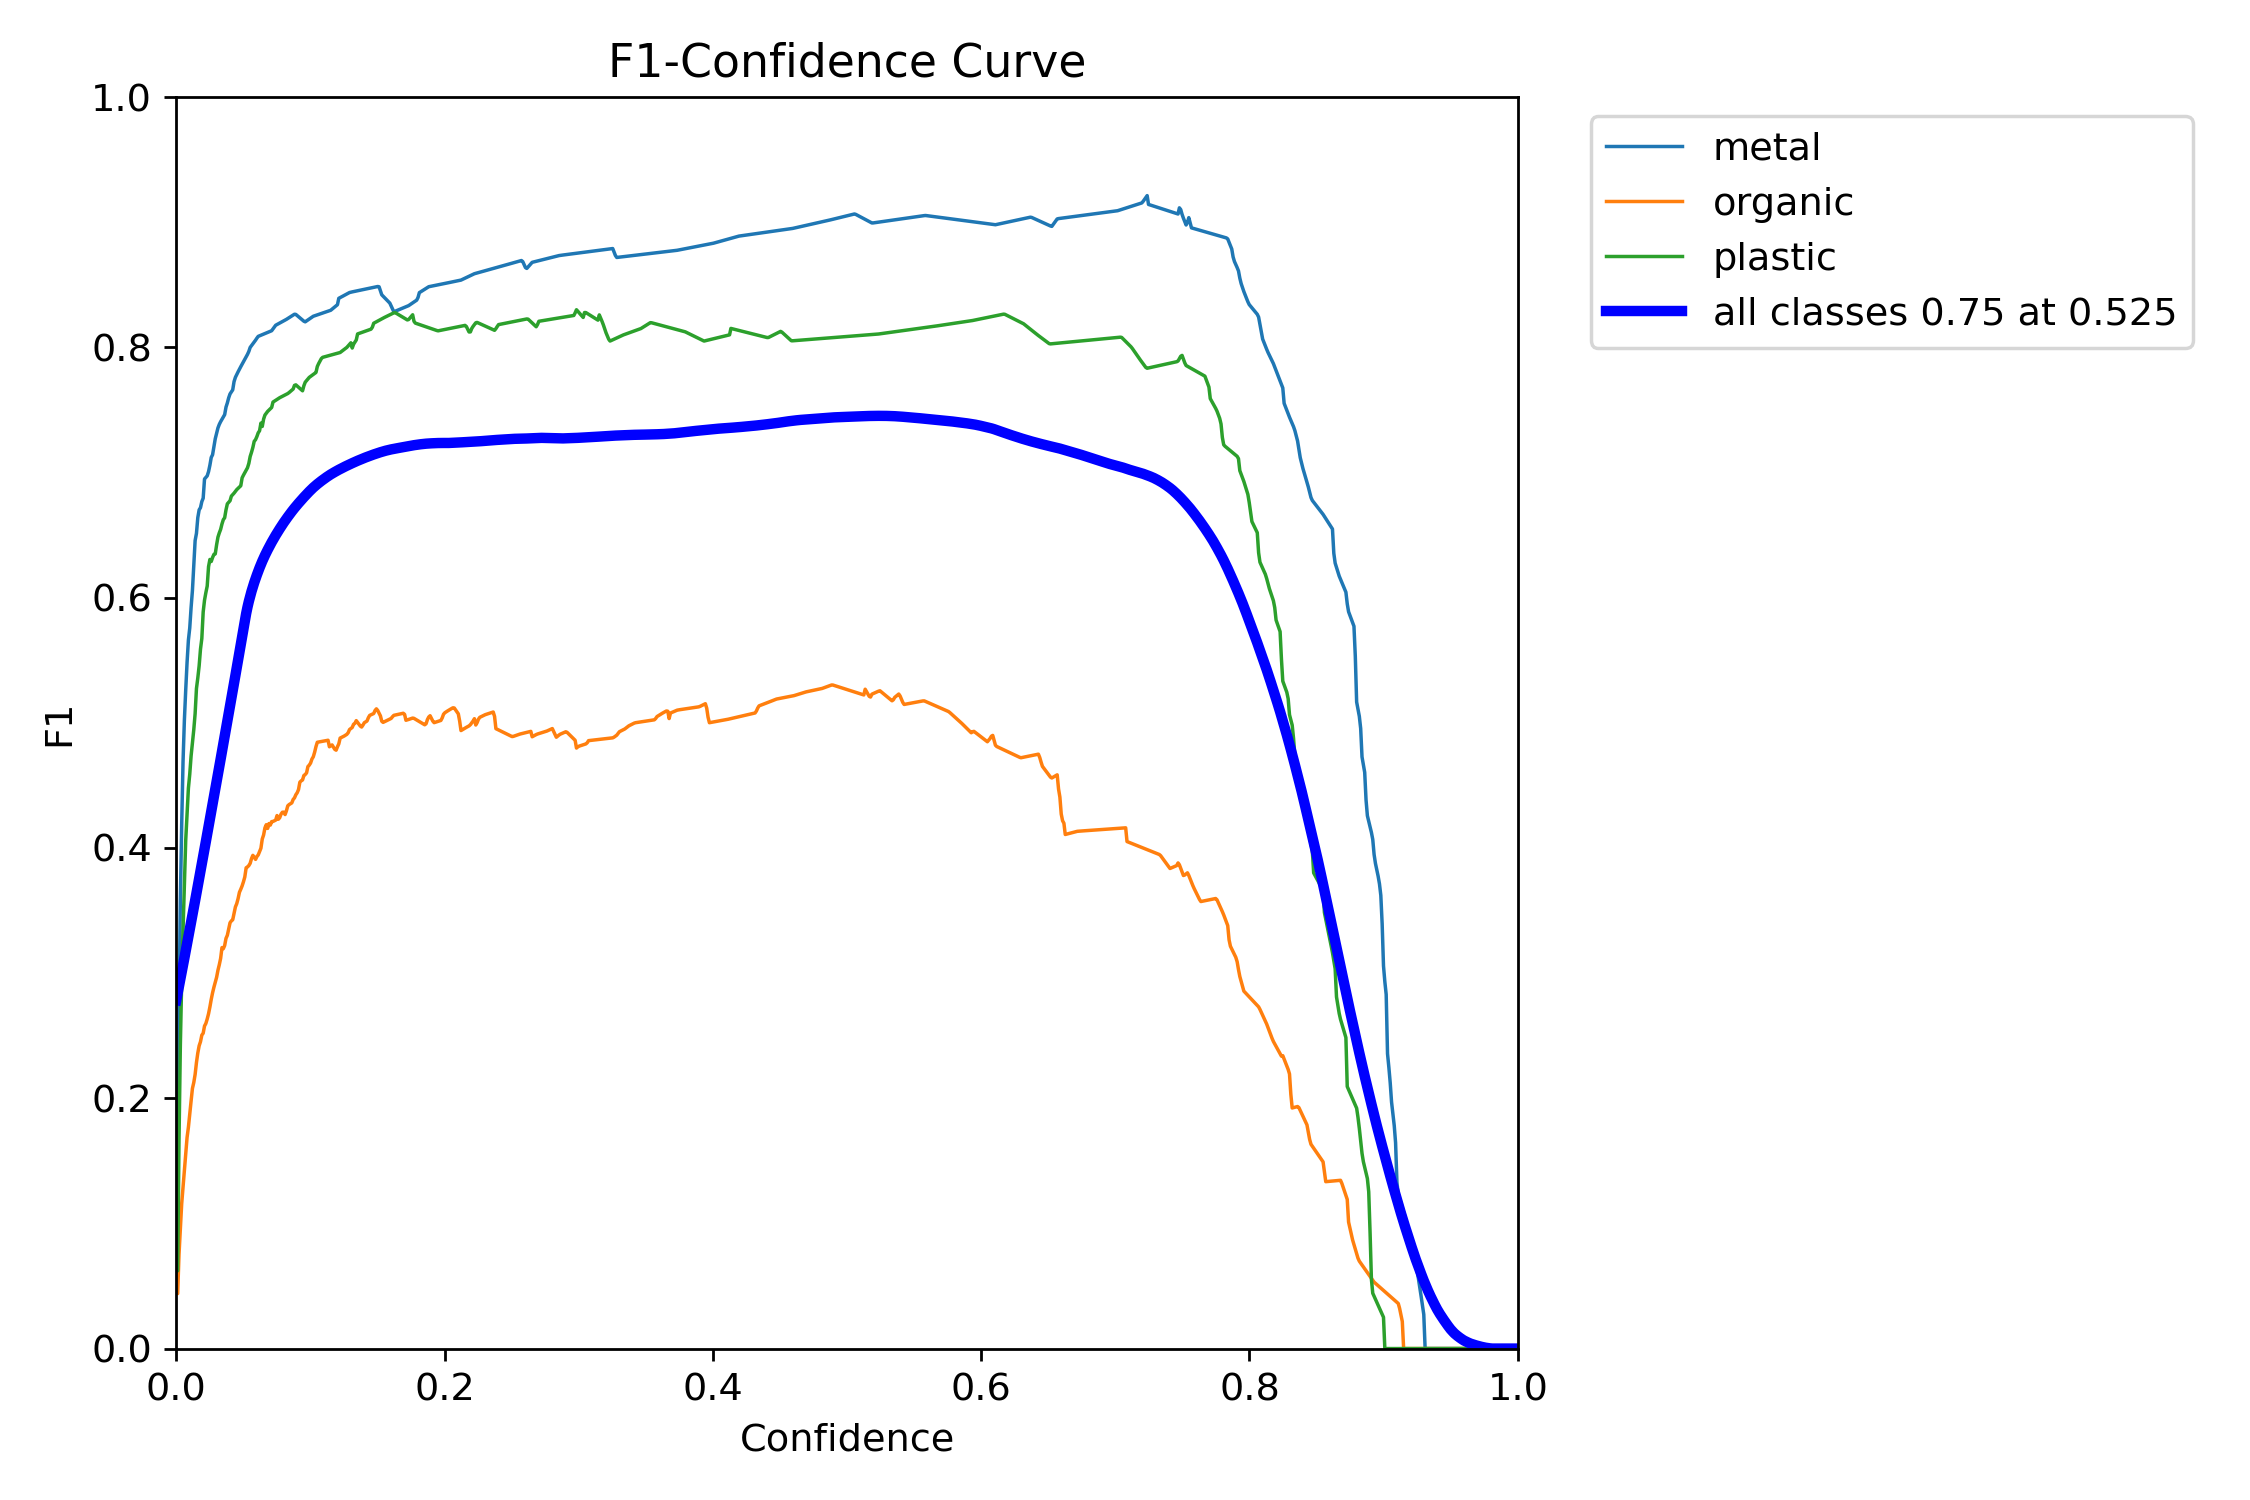 F1-Confidence Curve
1.0
0.8
0.6
0.4
0.2
0.0
F1
0.0 0.2 0.4 0.6 0.8 1.0
Confidence
metal
organic
plastic
all classes 0.75 at 0.525